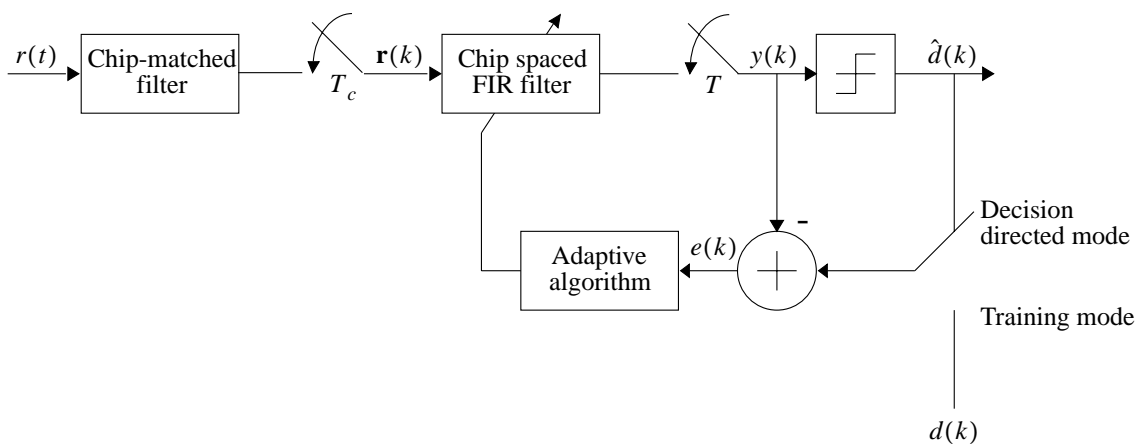 r(t)
Chip-matched
filter
T_c
r(k)
Chip spaced
FIR filter
T
y(k)
d̂(k)
-
Decision
directed mode
e(k)
Adaptive
algorithm
Training mode
d(k)